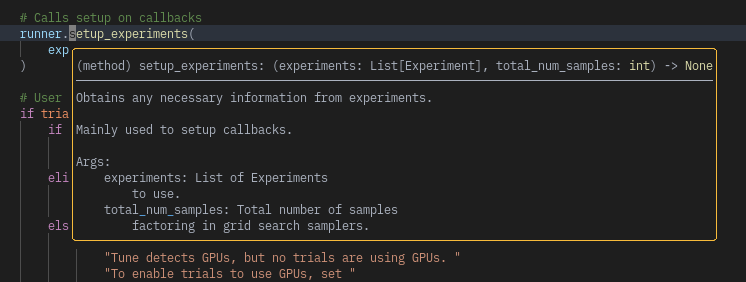 # Calls setup on callbacks
runner.setup_experiments(
exp
(method) setup_experiments: (experiments: List[Experiment], total_num_samples: int) -> None
)
# User
Obtains any necessary information from experiments.
if tria
if
Mainly used to setup callbacks.
Args:
eli
experiments: List of Experiments
to use.
total_num_samples: Total number of samples
els
factoring in grid search samplers.
"Tune detects GPUs, but no trials are using GPUs. "
"To enable trials to use GPUs, set "